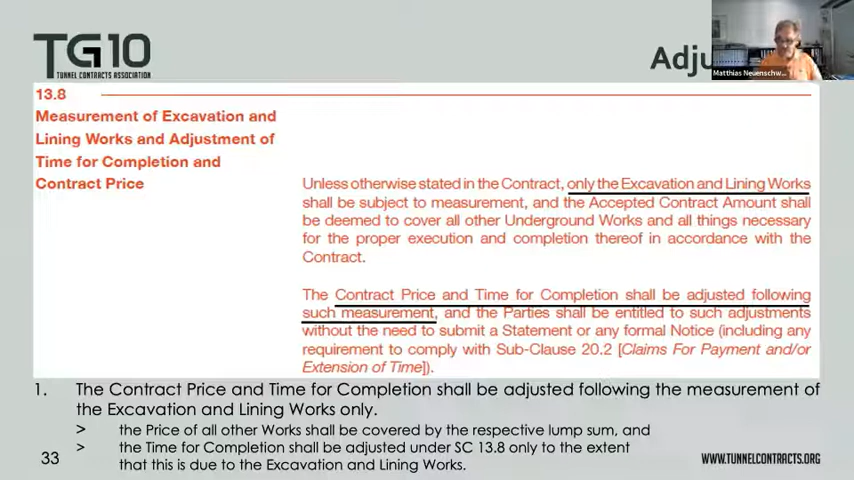 TG10
TUNNEL CONTRACTS ASSOCIATION
Matthias Neuenschw...
13.8
Measurement of Excavation and
Lining Works and Adjustment of
Time for Completion and
Contract Price
Unless otherwise stated in the Contract, only the Excavation and Lining Works
shall be subject to measurement, and the Accepted Contract Amount shall
be deemed to cover all other Underground Works and all things necessary
for the proper execution and completion thereof in accordance with the
Contract.
The Contract Price and Time for Completion shall be adjusted following
such measurement, and the Parties shall be entitled to such adjustments
without the need to submit a Statement or any formal Notice (including any
requirement to comply with Sub-Clause 20.2 [Claims For Payment and/or
Extension of Time]).
1. The Contract Price and Time for Completion shall be adjusted following the measurement of
the Excavation and Lining Works only.
> the Price of all other Works shall be covered by the respective lump sum, and
> the Time for Completion shall be adjusted under SC 13.8 only to the extent
that this is due to the Excavation and Lining Works.
33
WWW.TUNNELCONTRACTS.ORG